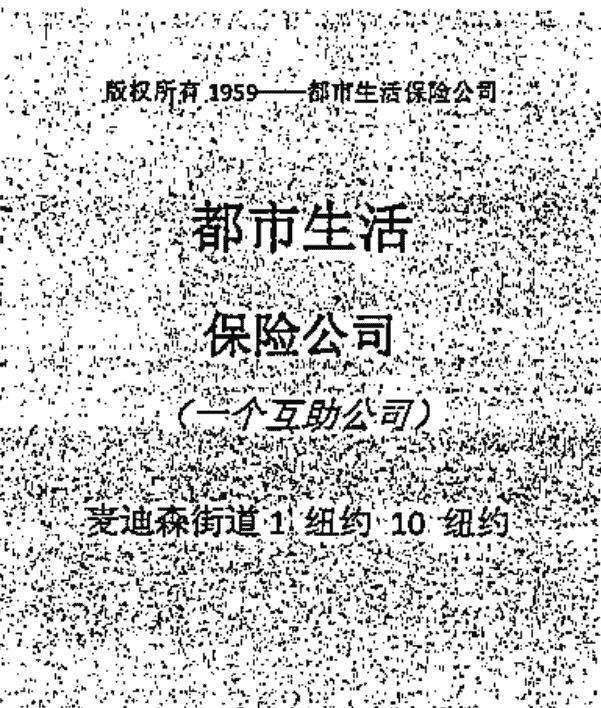 版权所有 1959——都市生活保险公司
都市生活
保险公司
（一个互助公司）
麦迪森街道 1 纽约 10 纽约